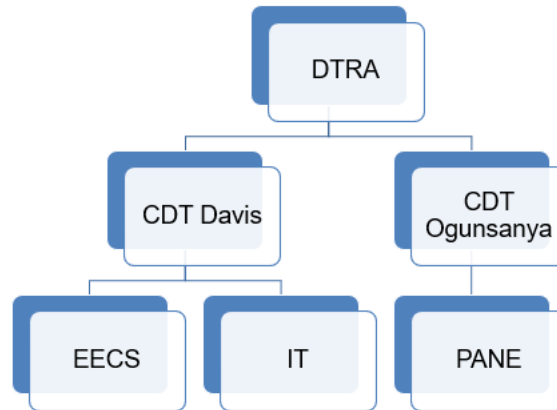 DTRA
CDT Davis
CDT
Ogunsanya
EECS
IT
PANE